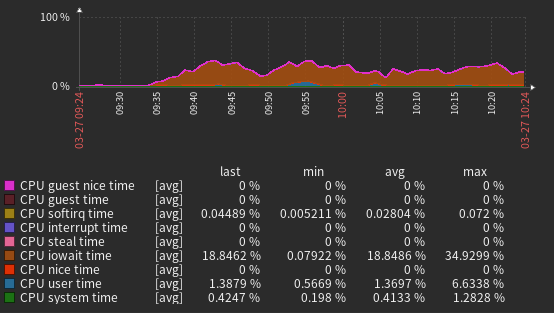 100 %
0 %
03-27 09:24
09:30
09:35
09:40
09:45
09:50
09:55
10:00
10:05
10:10
10:15
10:20
03-27 10:24
last min avg max
CPU guest nice time [avg] 0 % 0 % 0 % 0 %
CPU guest time [avg] 0 % 0 % 0 % 0 %
CPU softirq time [avg] 0.04489 % 0.005211 % 0.02804 % 0.072 %
CPU interrupt time [avg] 0 % 0 % 0 % 0 %
CPU steal time [avg] 0 % 0 % 0 % 0 %
CPU iowait time [avg] 18.8462 % 0.07922 % 18.8486 % 34.9299 %
CPU nice time [avg] 0 % 0 % 0 % 0 %
CPU user time [avg] 1.3879 % 0.5669 % 1.3697 % 6.6338 %
CPU system time [avg] 0.4247 % 0.198 % 0.4133 % 1.2828 %